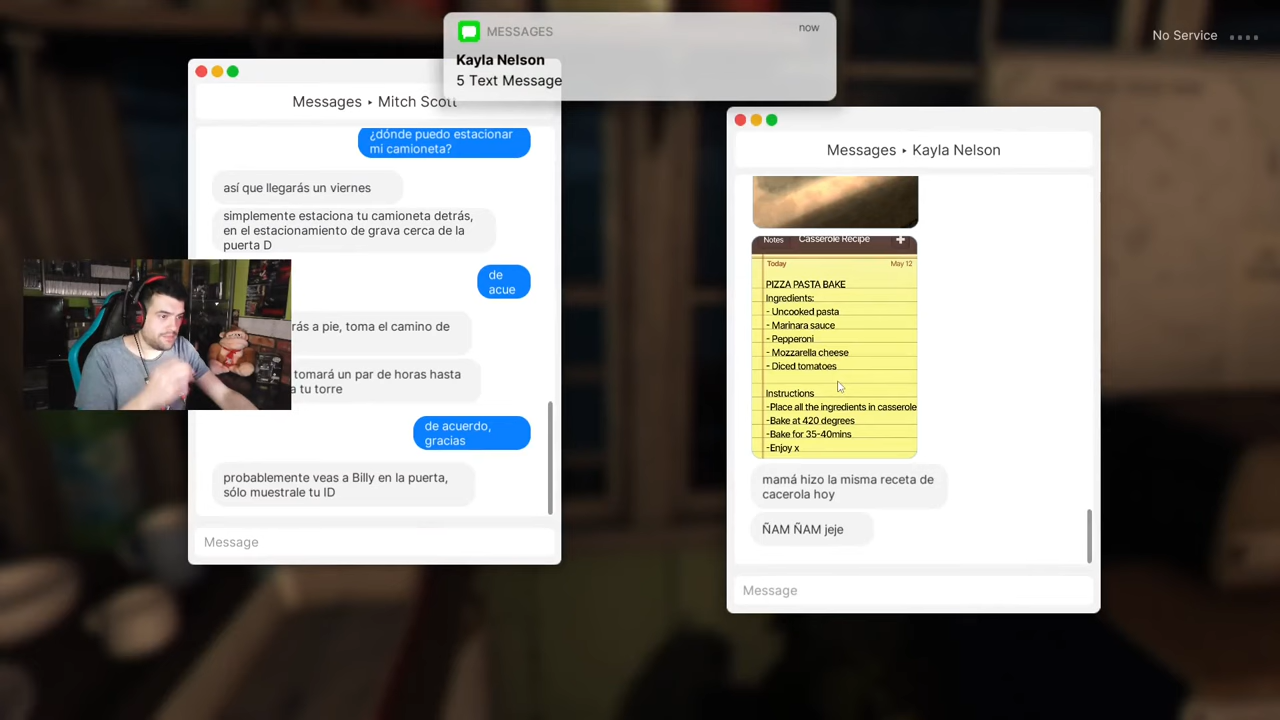 MESSAGES
now
Kayla Nelson
5 Text Message
No Service
Messages ▸ Mitch Scott
¿dónde puedo estacionar
mi camioneta?
así que llegarás un viernes
simplemente estaciona tu camioneta detrás,
en el estacionamiento de grava cerca de la
puerta D
de
acue
a pie, toma el camino de
tomará un par de horas hasta
tu torre
de acuerdo,
gracias
probablemente veas a Billy en la puerta,
sólo muestrale tu ID
Message
Messages ▸ Kayla Nelson
Notes
Casserole Recipe
+
Today
May 12
PIZZA PASTA BAKE
Ingredients:
- Uncooked pasta
- Marinara sauce
- Pepperoni
- Mozzarella cheese
- Diced tomatoes
Instructions
-Place all the ingredients in casserole
-Bake at 420 degrees
-Bake for 35-40mins
-Enjoy x
mamá hizo la misma receta de
cacerola hoy
ÑAM ÑAM jeje
Message